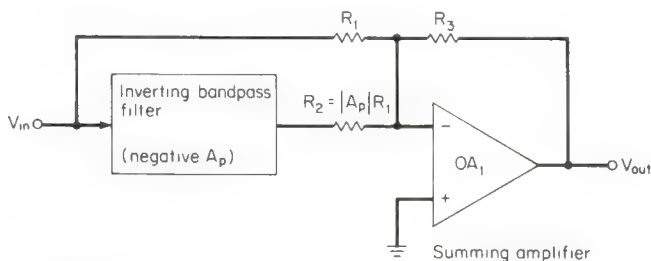 R1
R3
Inverting bandpass
filter
(negative Ap)
R2 = |Ap|R1
Vin
−
OA1
+
Vout
Summing amplifier